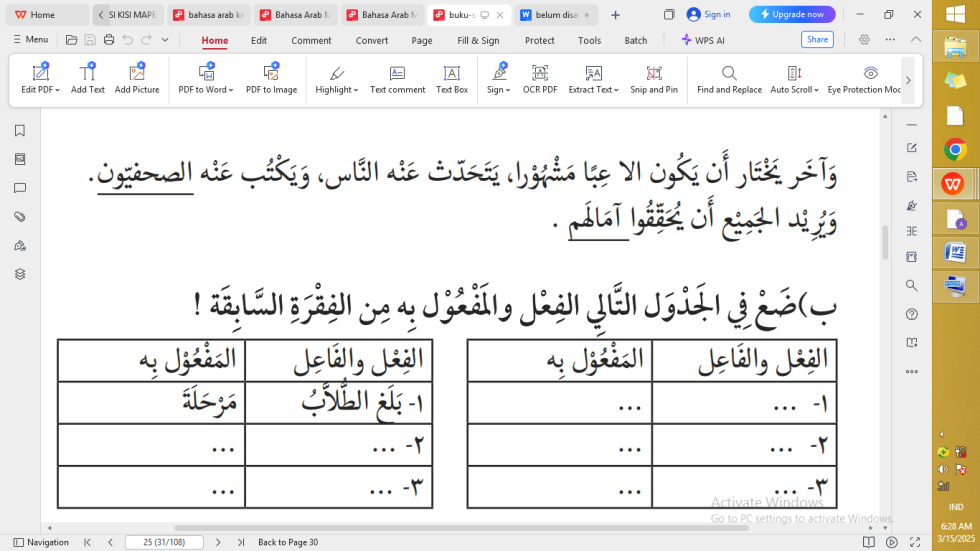 Home
SI KISI MAPE
bahasa arab ke
Bahasa Arab M
Bahasa Arab M
buku-s
belum disa
Sign in
Upgrade now
Menu
Home
Edit
Comment
Convert
Page
Fill & Sign
Protect
Tools
Batch
WPS AI
Share
Edit PDF
Add Text
Add Picture
PDF to Word
PDF to Image
Highlight
Text comment
Text Box
Sign
OCR PDF
Extract Text
Snip and Pin
Find and Replace
Auto Scroll
Eye Protection Mod
وَآخَر يَخْتَار أَن يَكُون الا عِبًا مَشْهُوْرا، يَتَحَدّث عَنْه النَّاس، وَيَكْتُب عَنْه الصحفيّون.
وَيُرِيْد الجَمِيْع أَن يُحَقِّقُوا آمَالَهَم .
ب)ضَعْ فِي الجَدْوَل التَّالِي الفِعْل والمَفْعُوْل بِه مِن الفِقْرَةِ السَّابِقَة !
الفِعْل والفَاعِل المَفْعُوْل بِه
١- ... ...
٢- ... ...
٣- ... ...
الفِعْل والفَاعِل المَفْعُوْل بِه
١- بَلَغ الطُّلاَّبُ مَرْحَلَةَ
٢- ... ...
٣- ... ...
Activate Windows
Go to PC settings to activate Windows.
Navigation
25 (31/108)
Back to Page 30
IND
6:28 AM
3/15/2025